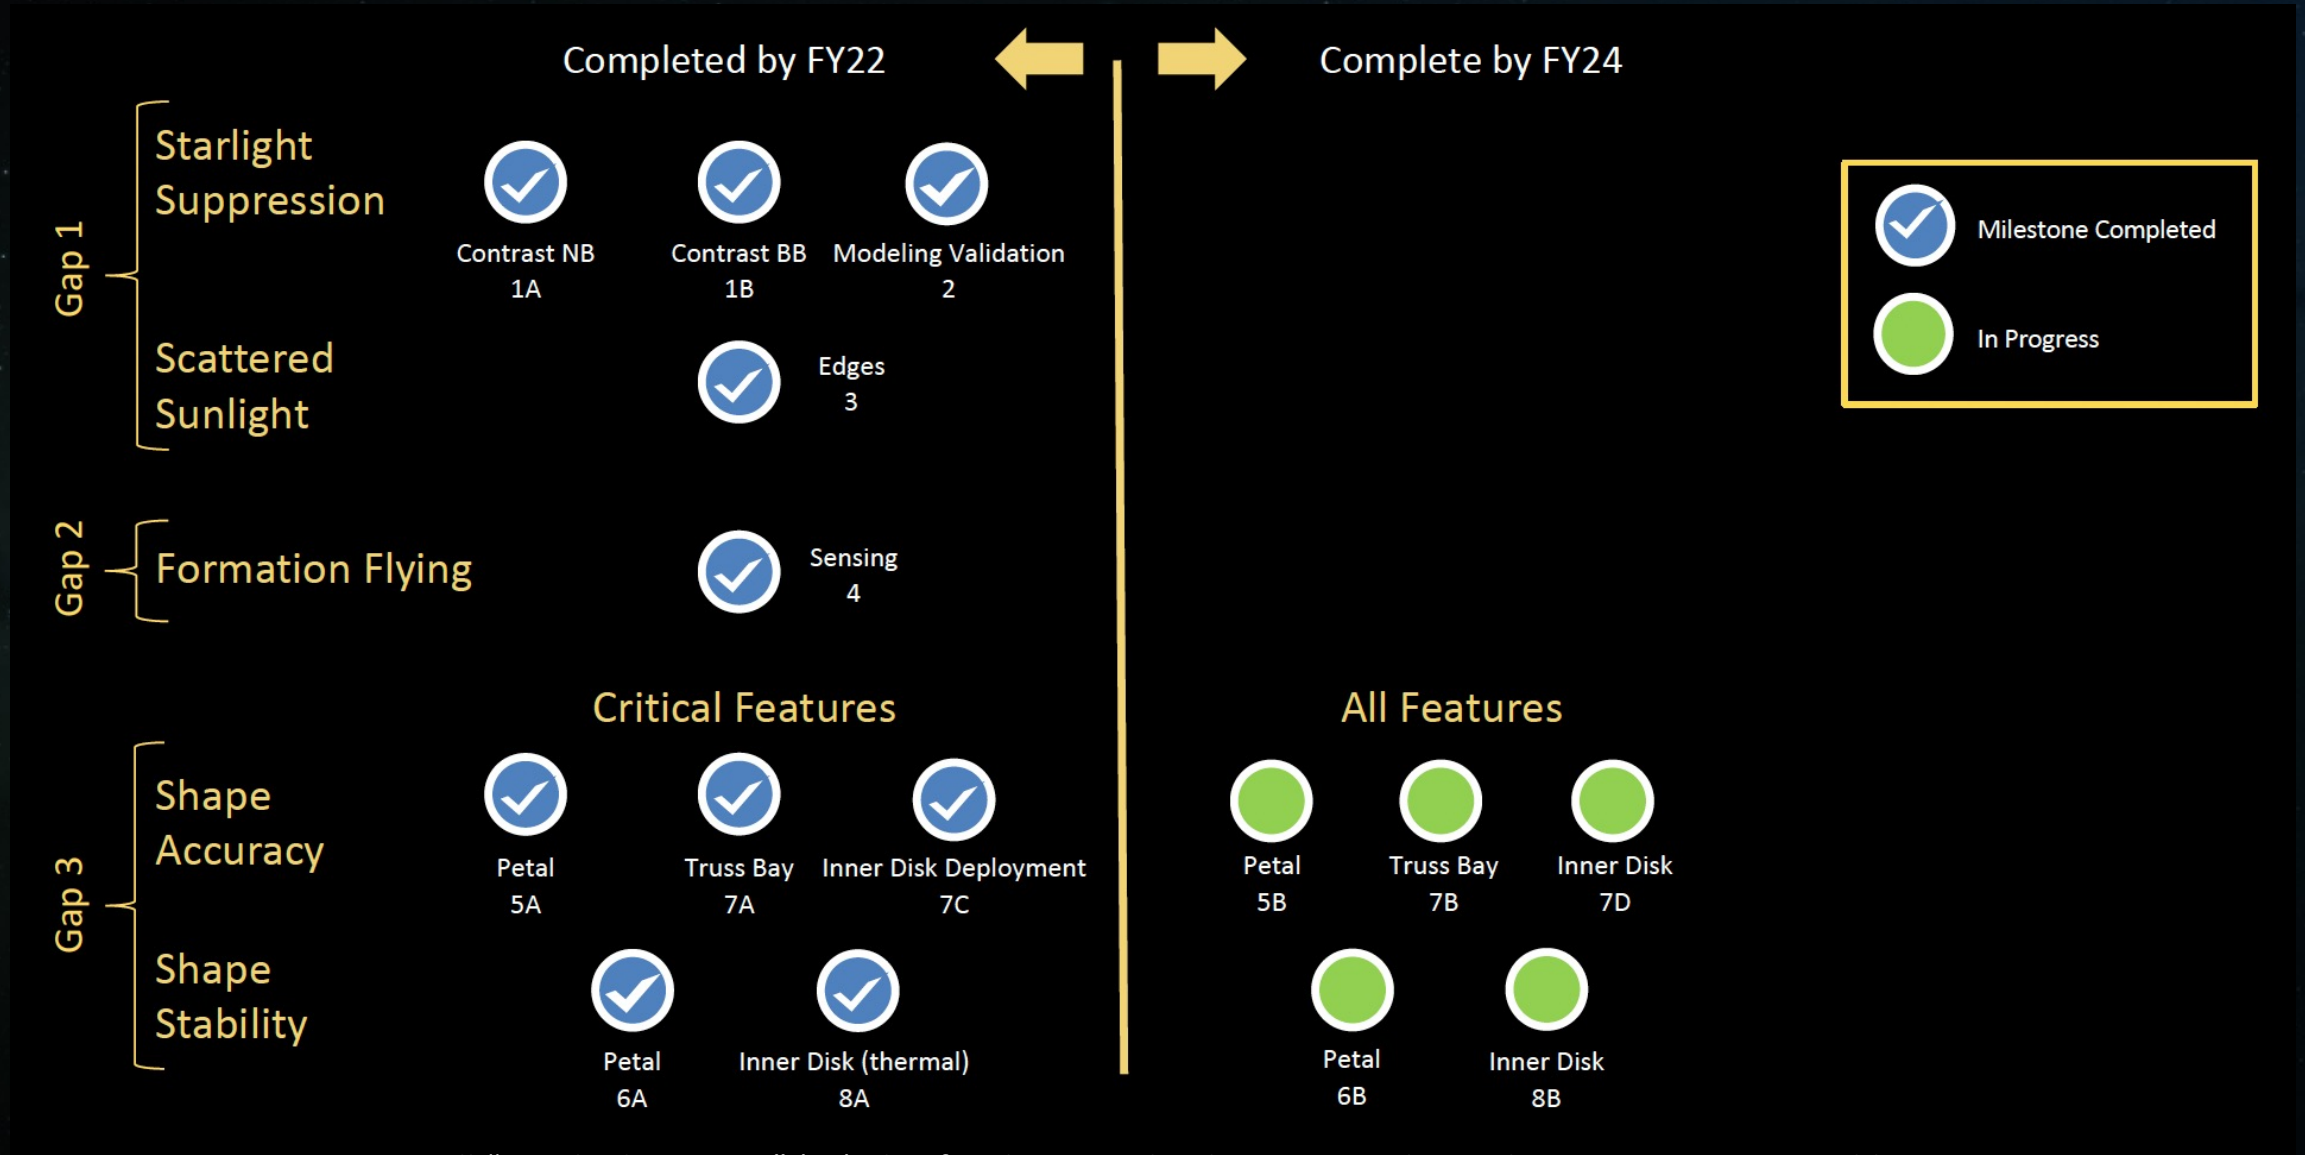 Completed by FY22
Complete by FY24
Gap 1
Starlight
Suppression
Contrast NB
1A
Contrast BB
1B
Modeling Validation
2
Milestone Completed
In Progress
Scattered
Sunlight
Edges
3
Gap 2
Formation Flying
Sensing
4
Critical Features
All Features
Gap 3
Shape
Accuracy
Petal
5A
Truss Bay
7A
Inner Disk Deployment
7C
Petal
5B
Truss Bay
7B
Inner Disk
7D
Shape
Stability
Petal
6A
Inner Disk (thermal)
8A
Petal
6B
Inner Disk
8B